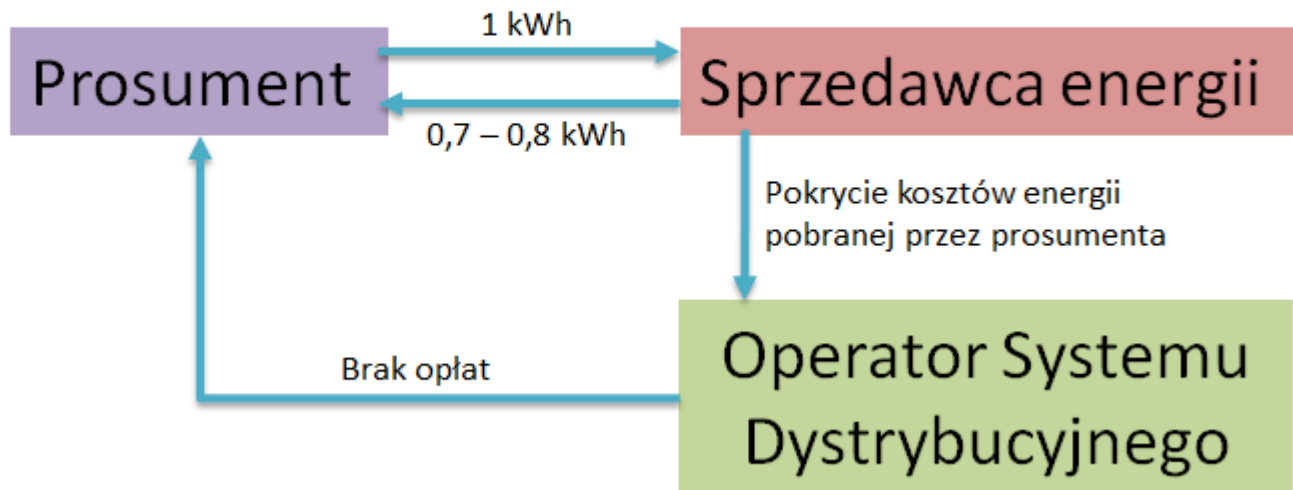 1 kWh
Prosument
Sprzedawca energii
0,7 – 0,8 kWh
Pokrycie kosztów energii
pobranej przez prosumenta
Brak opłat
Operator Systemu
Dystrybucyjnego